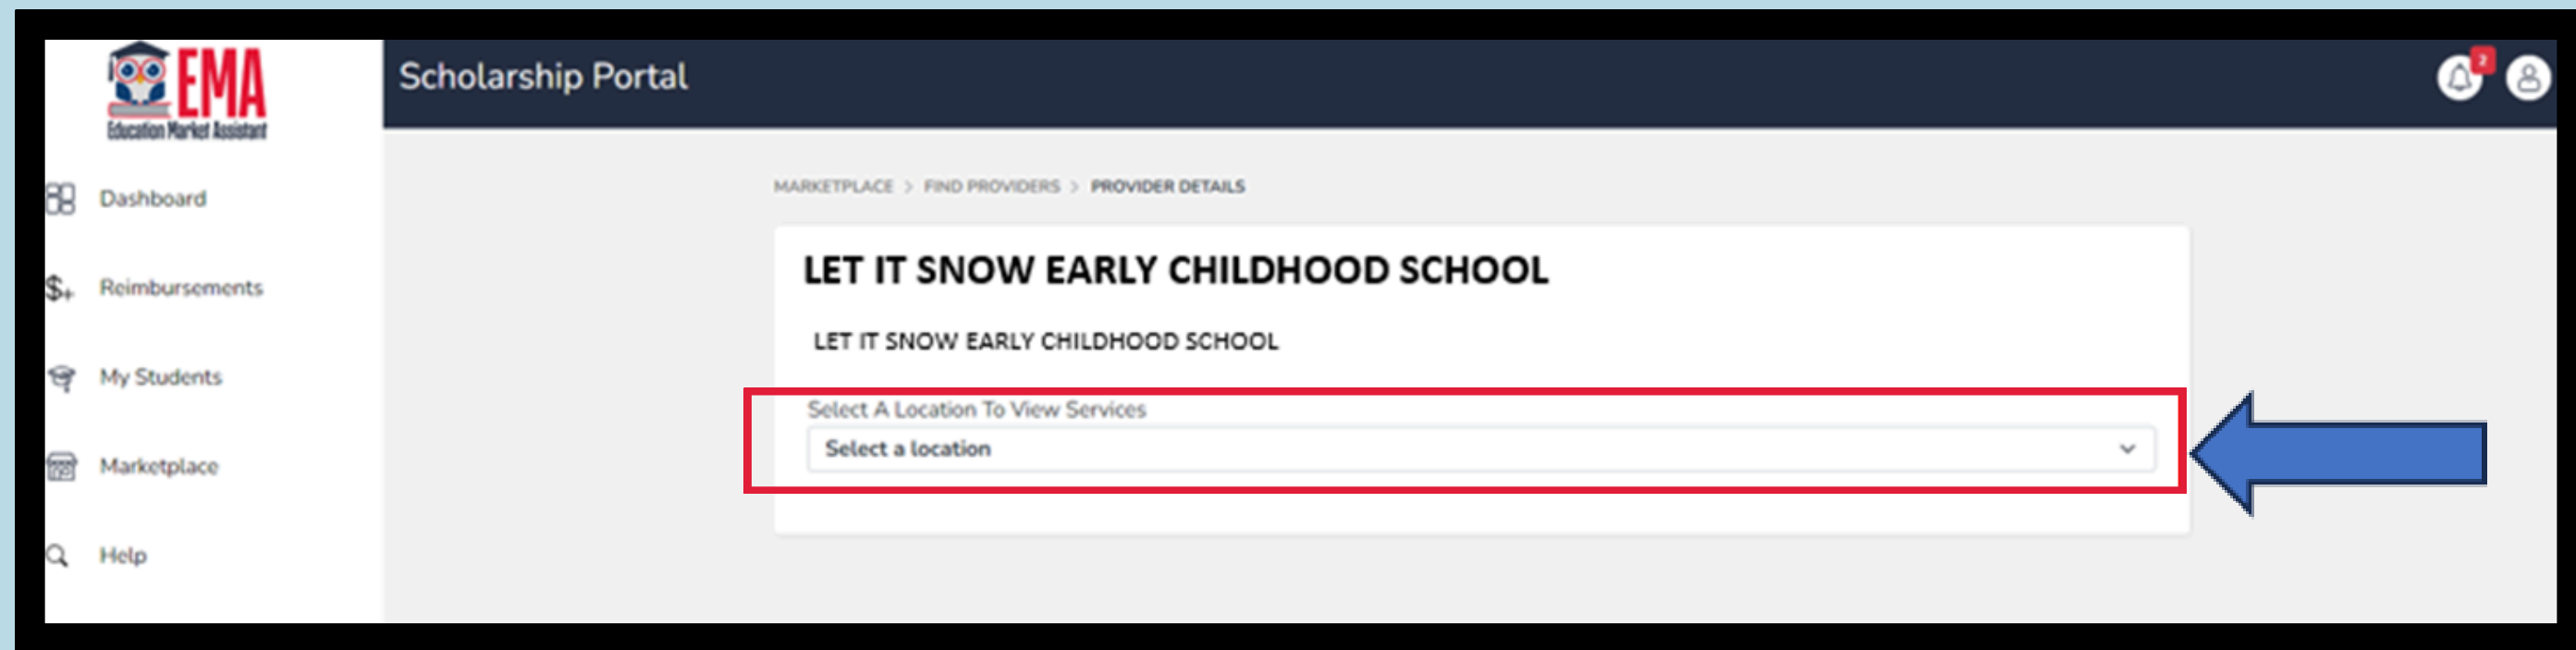 EMA
Education Market Assistant
Scholarship Portal
2
Dashboard
Reimbursements
My Students
Marketplace
Help
MARKETPLACE > FIND PROVIDERS > PROVIDER DETAILS
LET IT SNOW EARLY CHILDHOOD SCHOOL
LET IT SNOW EARLY CHILDHOOD SCHOOL
Select A Location To View Services
Select a location